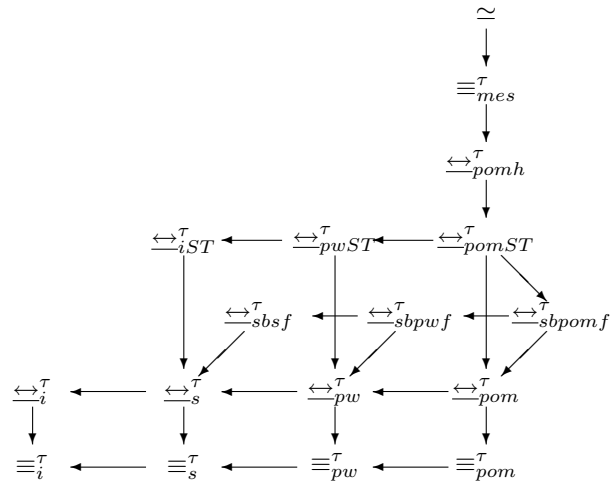 ≃
≡^τ_mes
↔^τ_pomh
↔^τ_iST ↔^τ_pwST ↔^τ_pomST
↔^τ_sbsf ↔^τ_sbpwf ↔^τ_sbpomf
↔^τ_i ↔^τ_s ↔^τ_pw ↔^τ_pom
≡^τ_i ≡^τ_s ≡^τ_pw ≡^τ_pom